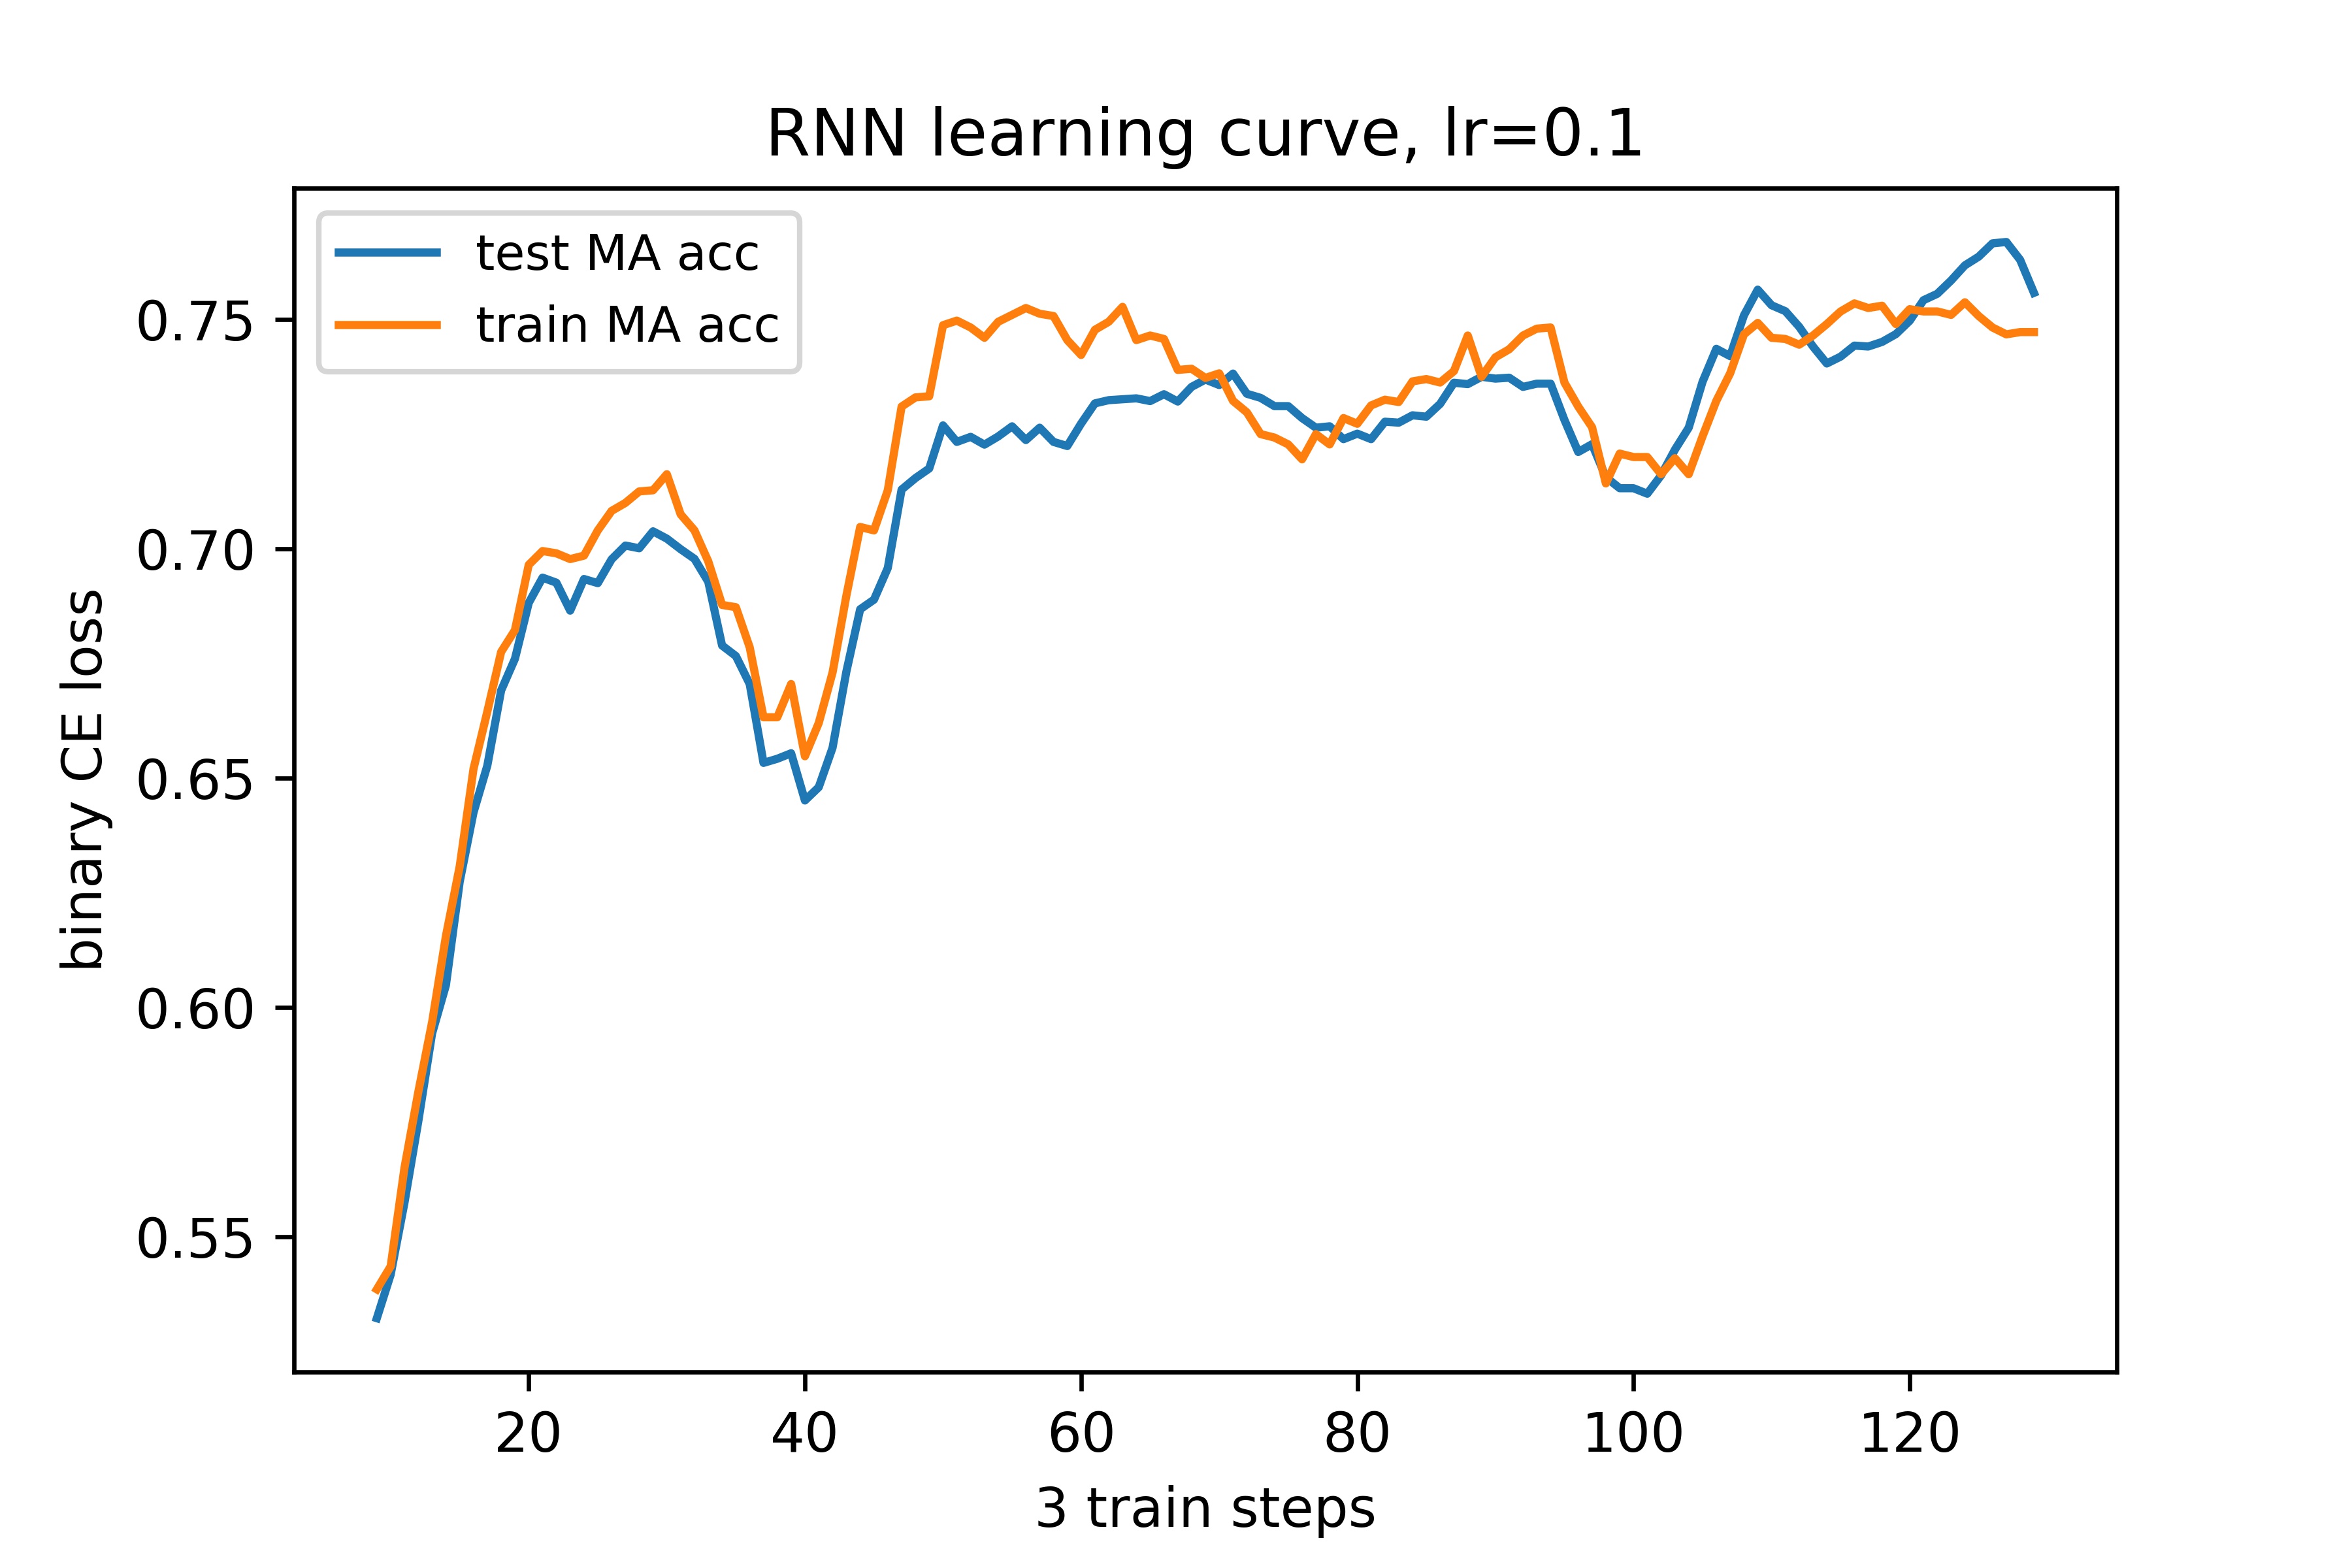 RNN learning curve, lr=0.1
test MA acc
train MA acc
0.75
0.70
0.65
0.60
0.55
binary CE loss
20 40 60 80 100 120
3 train steps